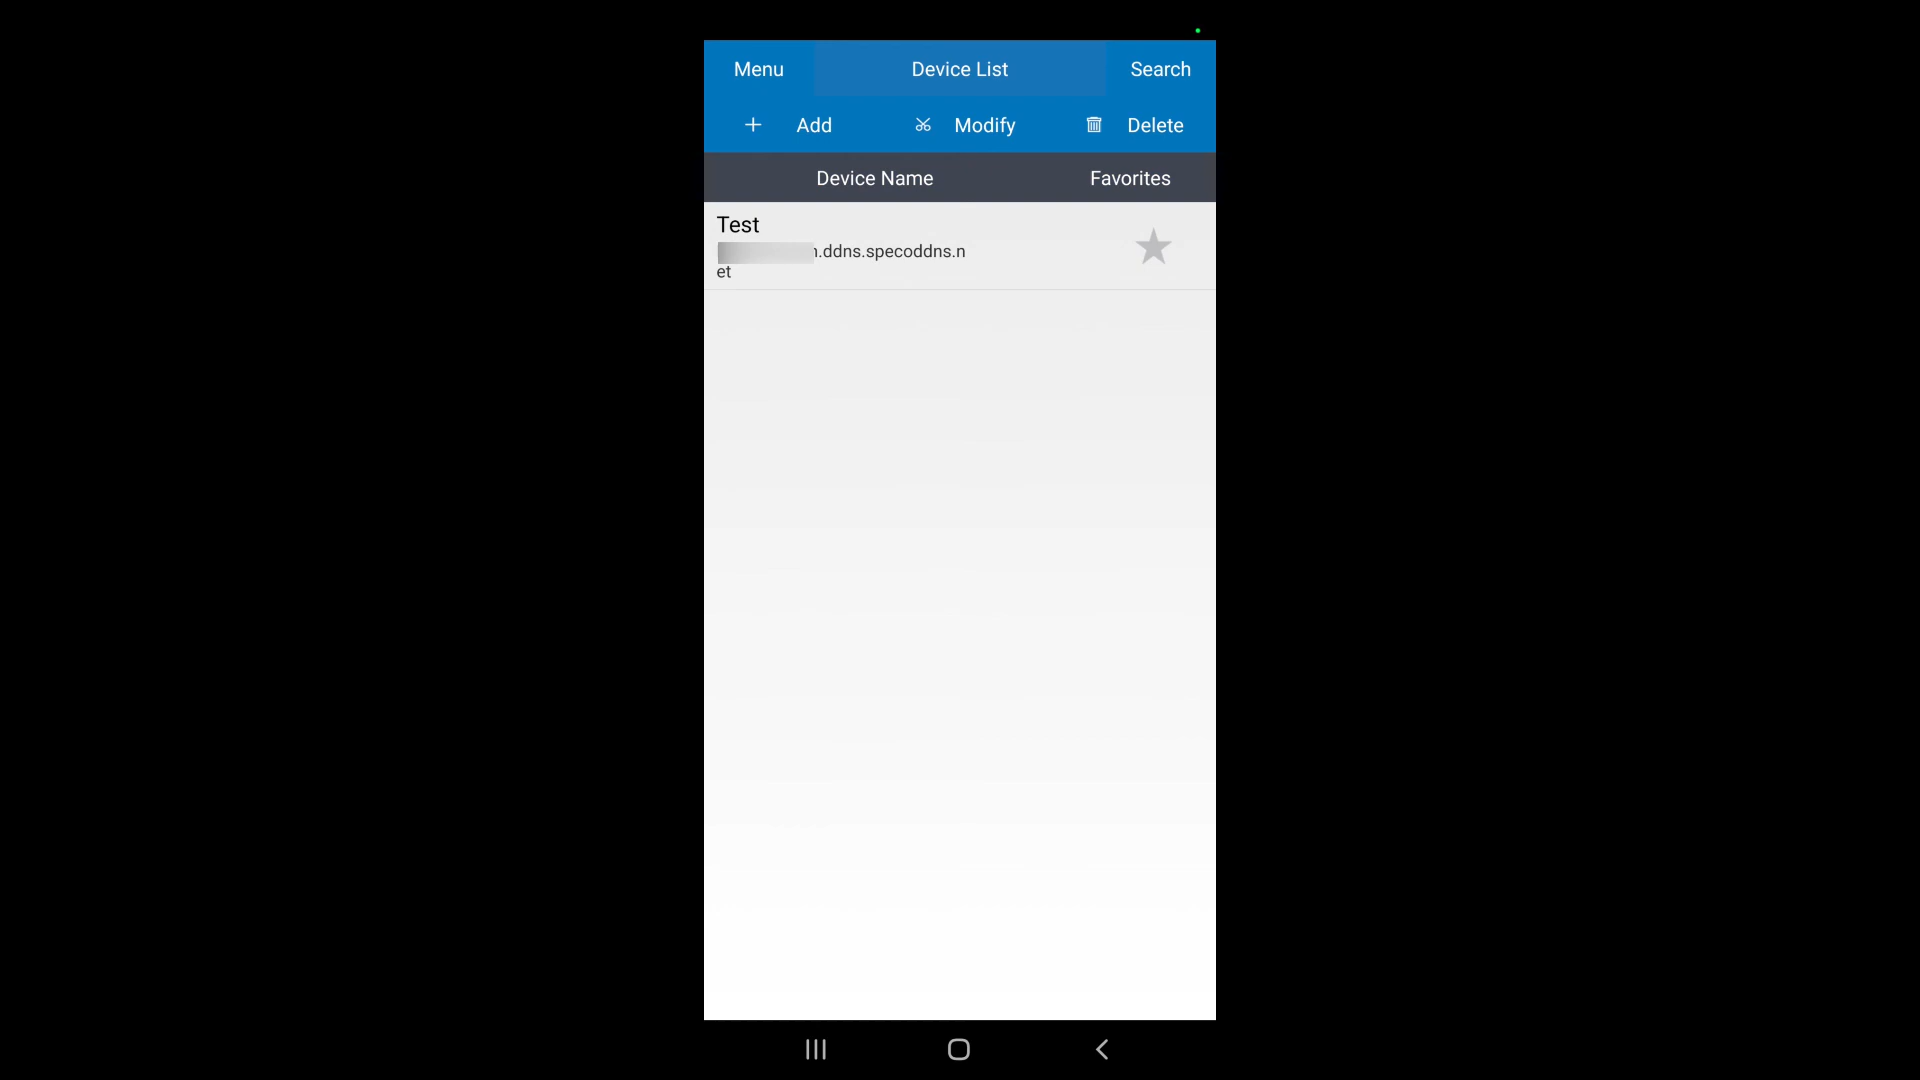 Menu Device List Search
Add Modify Delete
Device Name Favorites
Test
.ddns.specoddns.n
et